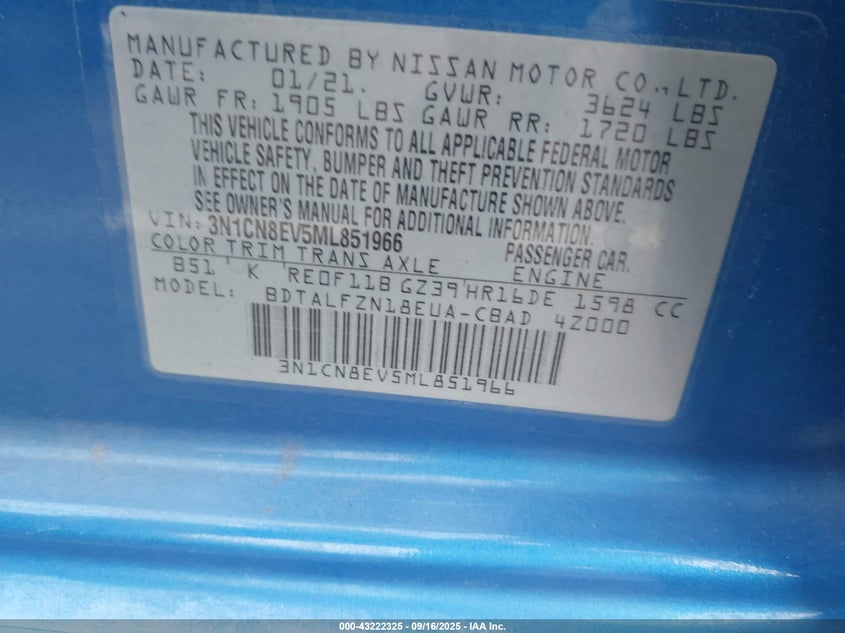 MANUFACTURED BY NISSAN MOTOR CO., LTD.
DATE: 01/21. GVWR: 3624 LBS
GAWR FR: 1905 LBS GAWR RR: 1720 LBS
THIS VEHICLE CONFORMS TO ALL APPLICABLE FEDERAL MOTOR
VEHICLE SAFETY, BUMPER AND THEFT PREVENTION STANDARDS
IN EFFECT ON THE DATE OF MANUFACTURE SHOWN ABOVE.
SEE OWNER'S MANUAL FOR ADDITIONAL INFORMATION.
VIN: 3N1CN8EV5ML851966 PASSENGER CAR.
COLOR TRIM TRANS AXLE ENGINE
B51 ' K 'RE0F11B GZ39'HR16DE 1598 CC
MODEL: BDTALFZN18EUA-CBAD 4Z000
3N1CN8EV5ML851966
000-43222325 - 09/16/2025 - IAA Inc.